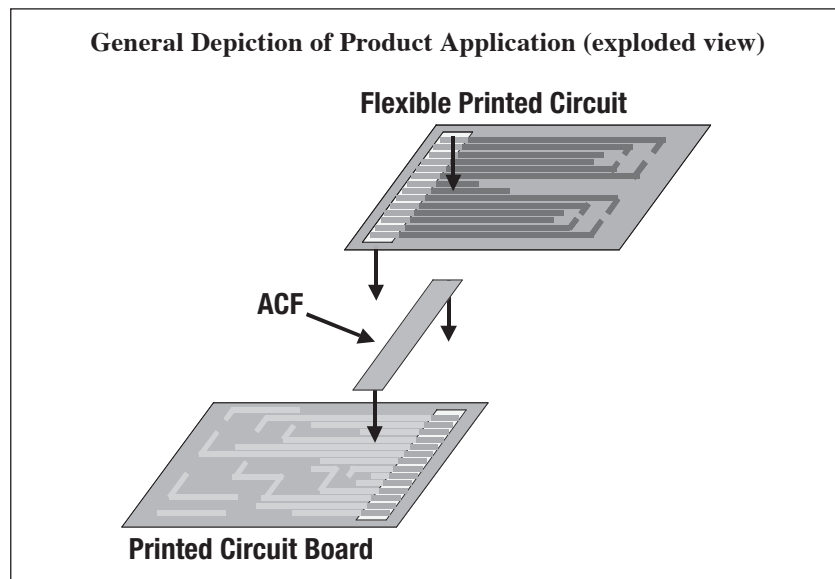 General Depiction of Product Application (exploded view)
Flexible Printed Circuit
ACF
Printed Circuit Board